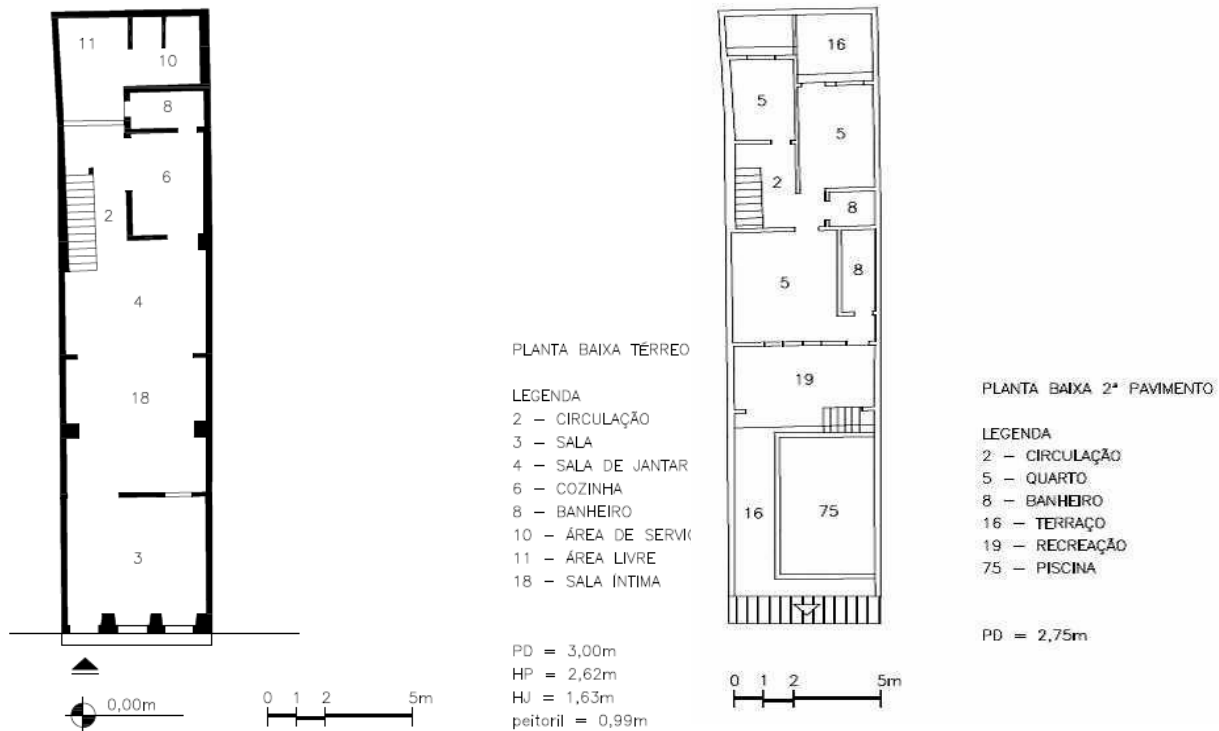 11
10
8
6
2
4
18
3
0,00m
0 1 2 5m
PLANTA BAIXA TÉRREO
LEGENDA
2 – CIRCULAÇÃO
3 – SALA
4 – SALA DE JANTAR
6 – COZINHA
8 – BANHEIRO
10 – ÁREA DE SERVIÇ
11 – ÁREA LIVRE
18 – SALA ÍNTIMA
PD = 3,00m
HP = 2,62m
HJ = 1,63m
peitoril = 0,99m
16
5
5
2
8
5
8
19
16
75
0 1 2 5m
PLANTA BAIXA 2ª PAVIMENTO
LEGENDA
2 – CIRCULAÇÃO
5 – QUARTO
8 – BANHEIRO
16 – TERRAÇO
19 – RECREAÇÃO
75 – PISCINA
PD = 2,75m